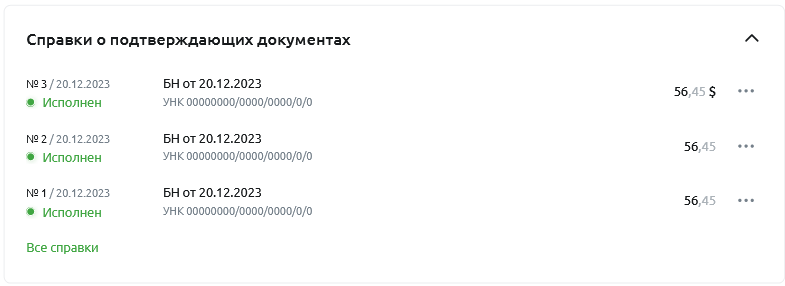 Справки о подтверждающих документах
№ 3 / 20.12.2023
БН от 20.12.2023
56,45 $
Исполнен
УНК 00000000/0000/0000/0/0
№ 2 / 20.12.2023
БН от 20.12.2023
56,45
Исполнен
УНК 00000000/0000/0000/0/0
№ 1 / 20.12.2023
БН от 20.12.2023
56,45
Исполнен
УНК 00000000/0000/0000/0/0
Все справки